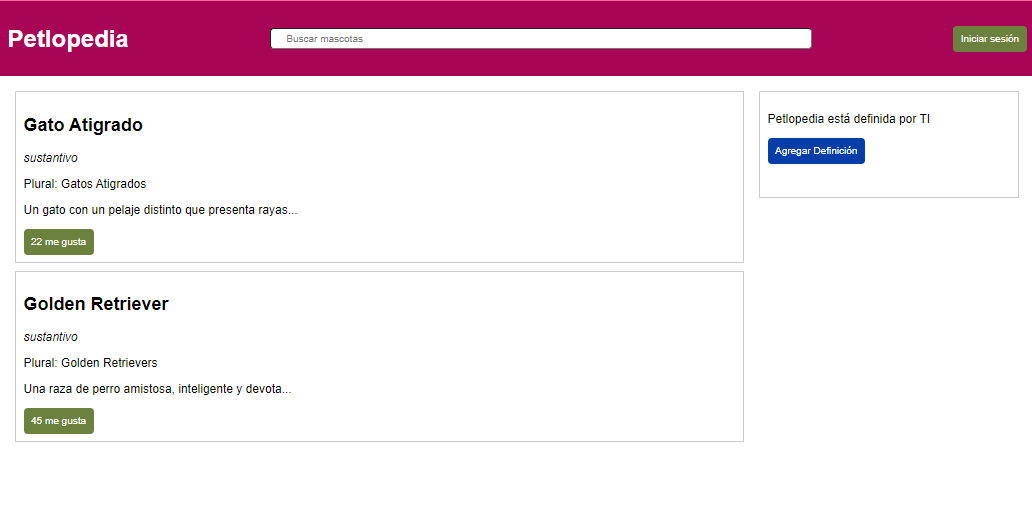 Petlopedia
Buscar mascotas
Iniciar sesión
Gato Atigrado
sustantivo
Plural: Gatos Atigrados
Un gato con un pelaje distinto que presenta rayas...
22 me gusta
Golden Retriever
sustantivo
Plural: Golden Retrievers
Una raza de perro amistosa, inteligente y devota...
45 me gusta
Petlopedia está definida por TI
Agregar Definición